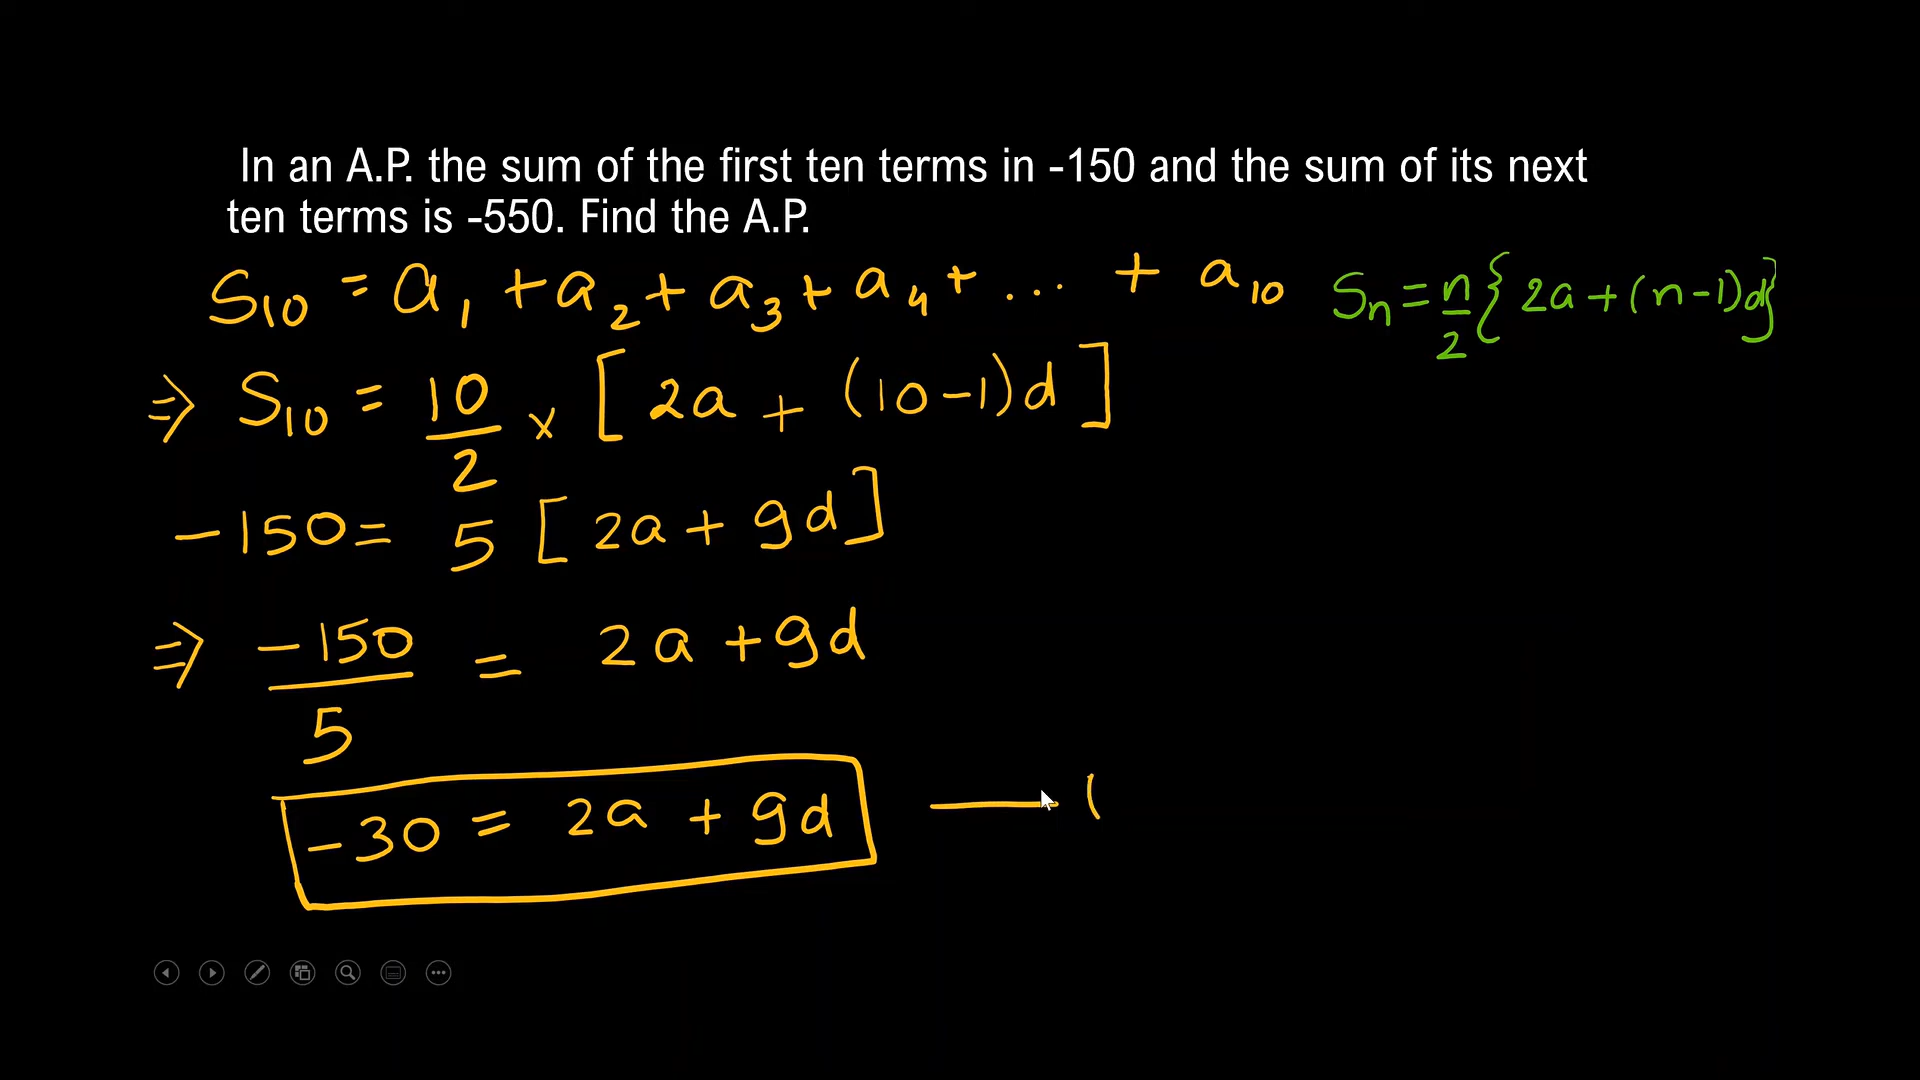 In an A.P. the sum of the first ten terms in -150 and the sum of its next
ten terms is -550. Find the A.P.
S₁₀ = a₁ + a₂ + a₃ + a₄ + ... + a₁₀
Sn = n/2 { 2a + (n-1)d }
⇒ S₁₀ = 10/2 × [ 2a + (10-1)d ]
-150 = 5 [ 2a + 9d ]
⇒ -150/5 = 2a + 9d
-30 = 2a + 9d — (